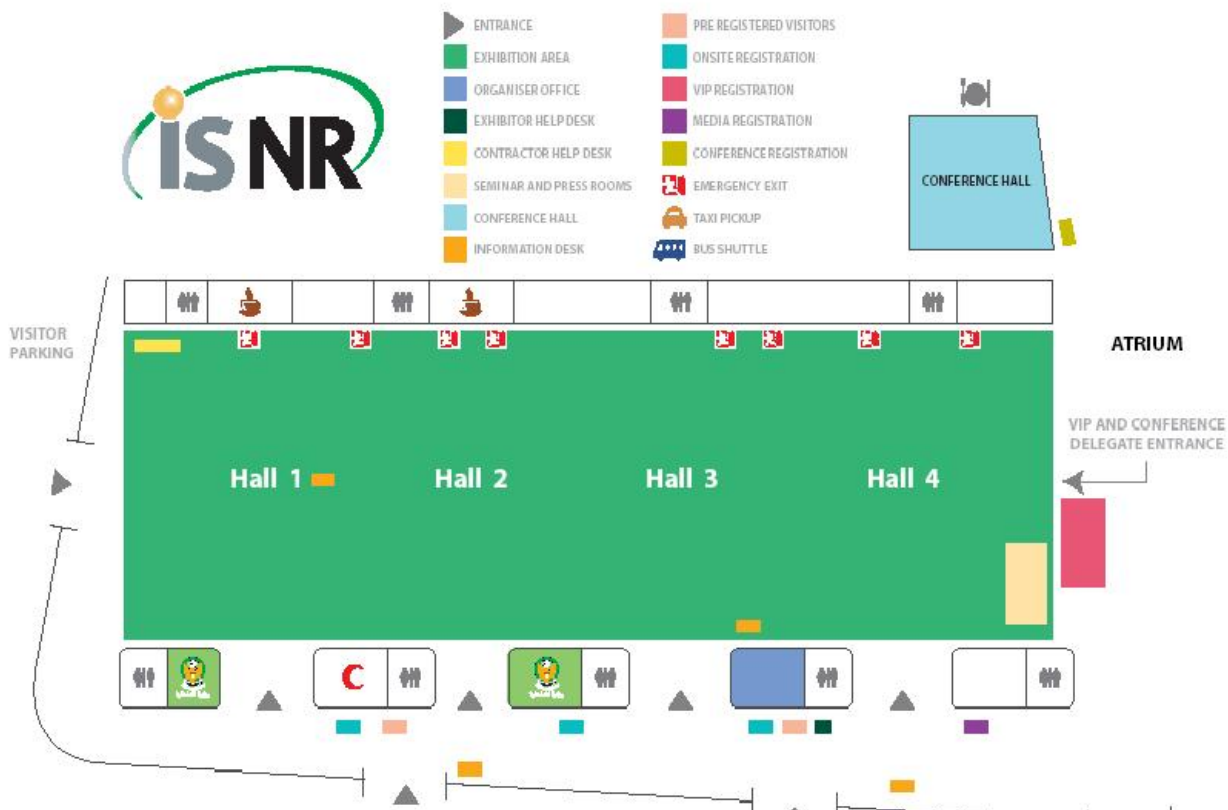 iSNR
ENTRANCE
EXHIBITION AREA
ORGANISER OFFICE
EXHIBITOR HELP DESK
CONTRACTOR HELP DESK
SEMINAR AND PRESS ROOMS
CONFERENCE HALL
INFORMATION DESK
PRE REGISTERED VISITORS
ONSITE REGISTRATION
VIP REGISTRATION
MEDIA REGISTRATION
CONFERENCE REGISTRATION
EMERGENCY EXIT
TAXI PICKUP
BUS SHUTTLE
CONFERENCE HALL
VISITOR
PARKING
ATRIUM
VIP AND CONFERENCE
DELEGATE ENTRANCE
Hall 1
Hall 2
Hall 3
Hall 4